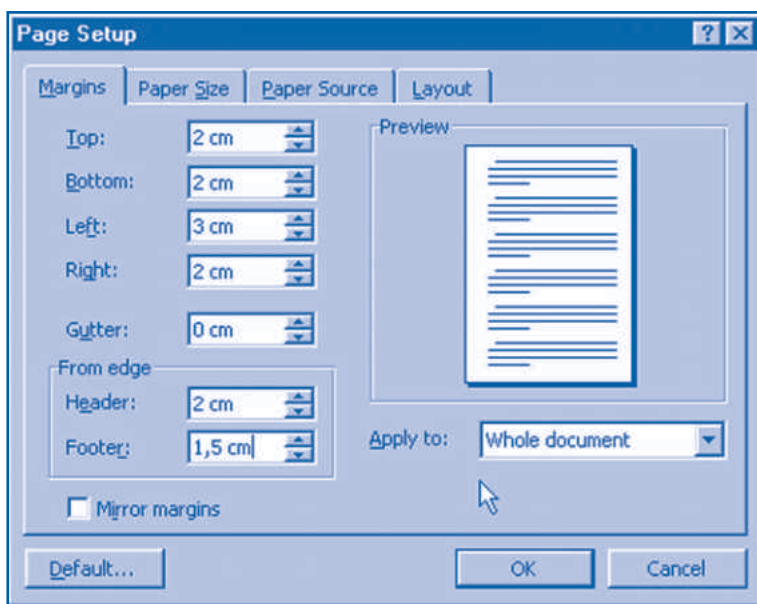 Page Setup
Margins Paper Size Paper Source Layout
Top: 2 cm
Bottom: 2 cm
Left: 3 cm
Right: 2 cm
Gutter: 0 cm
From edge
Header: 2 cm
Footer: 1,5 cm
Mirror margins
Preview
Apply to: Whole document
Default... OK Cancel